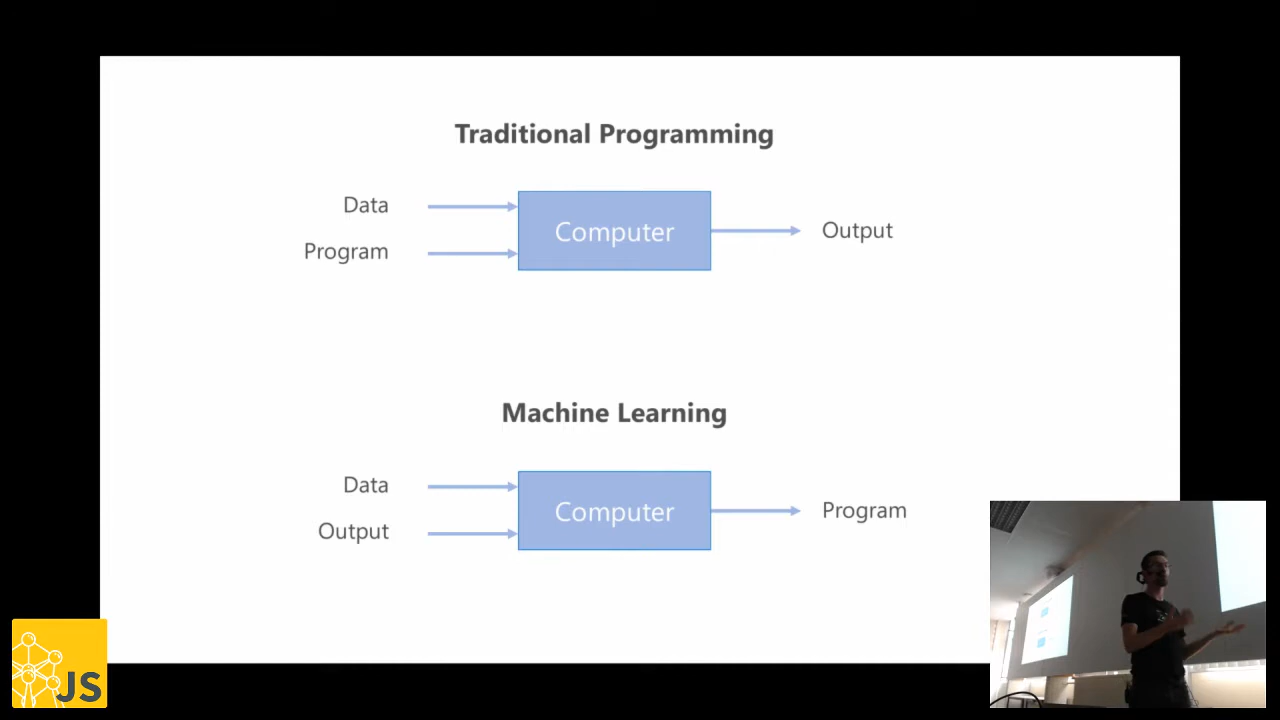 Traditional Programming
Data
Program
Computer
Output
Machine Learning
Data
Output
Computer
Program
JS